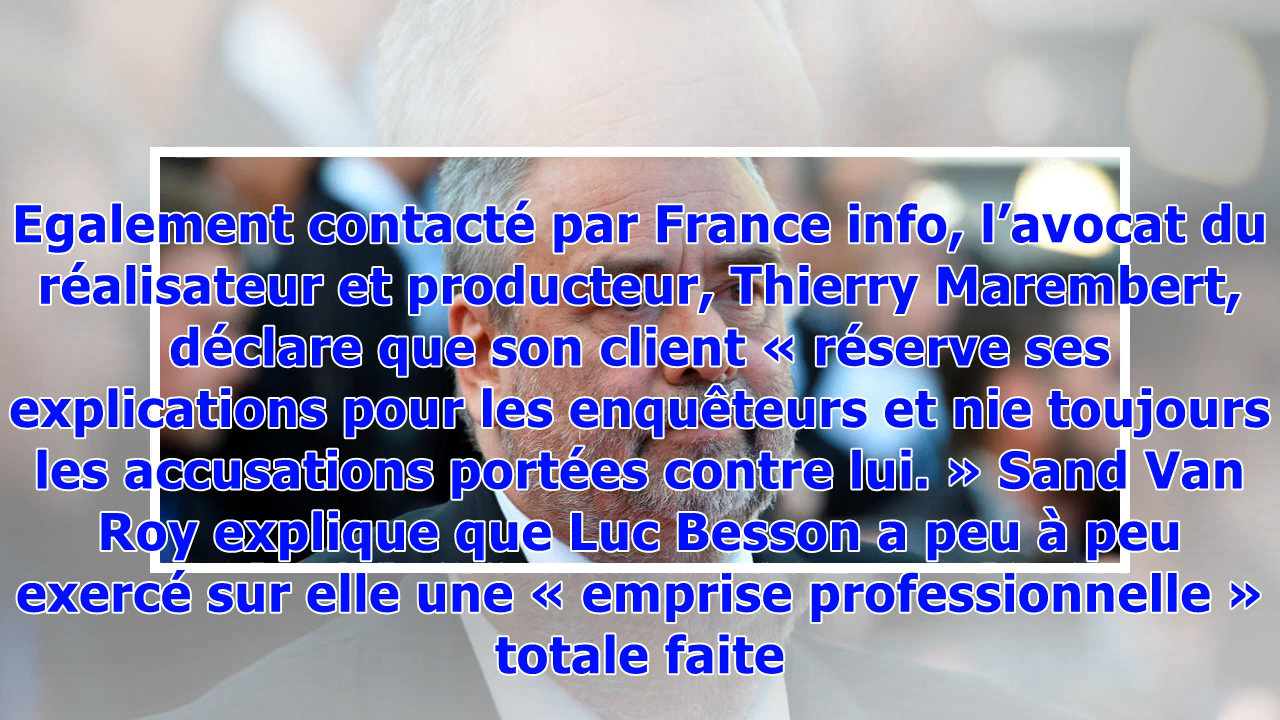 Egalement contacté par France info, l’avocat du
réalisateur et producteur, Thierry Marembert,
déclare que son client « réserve ses
explications pour les enquêteurs et nie toujours
les accusations portées contre lui. » Sand Van
Roy explique que Luc Besson a peu à peu
exercé sur elle une « emprise professionnelle »
totale faite